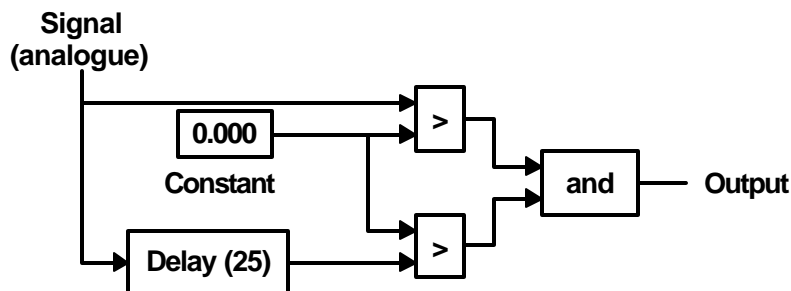 Signal
(analogue)
>
0.000
Constant
and
Output
>
Delay (25)